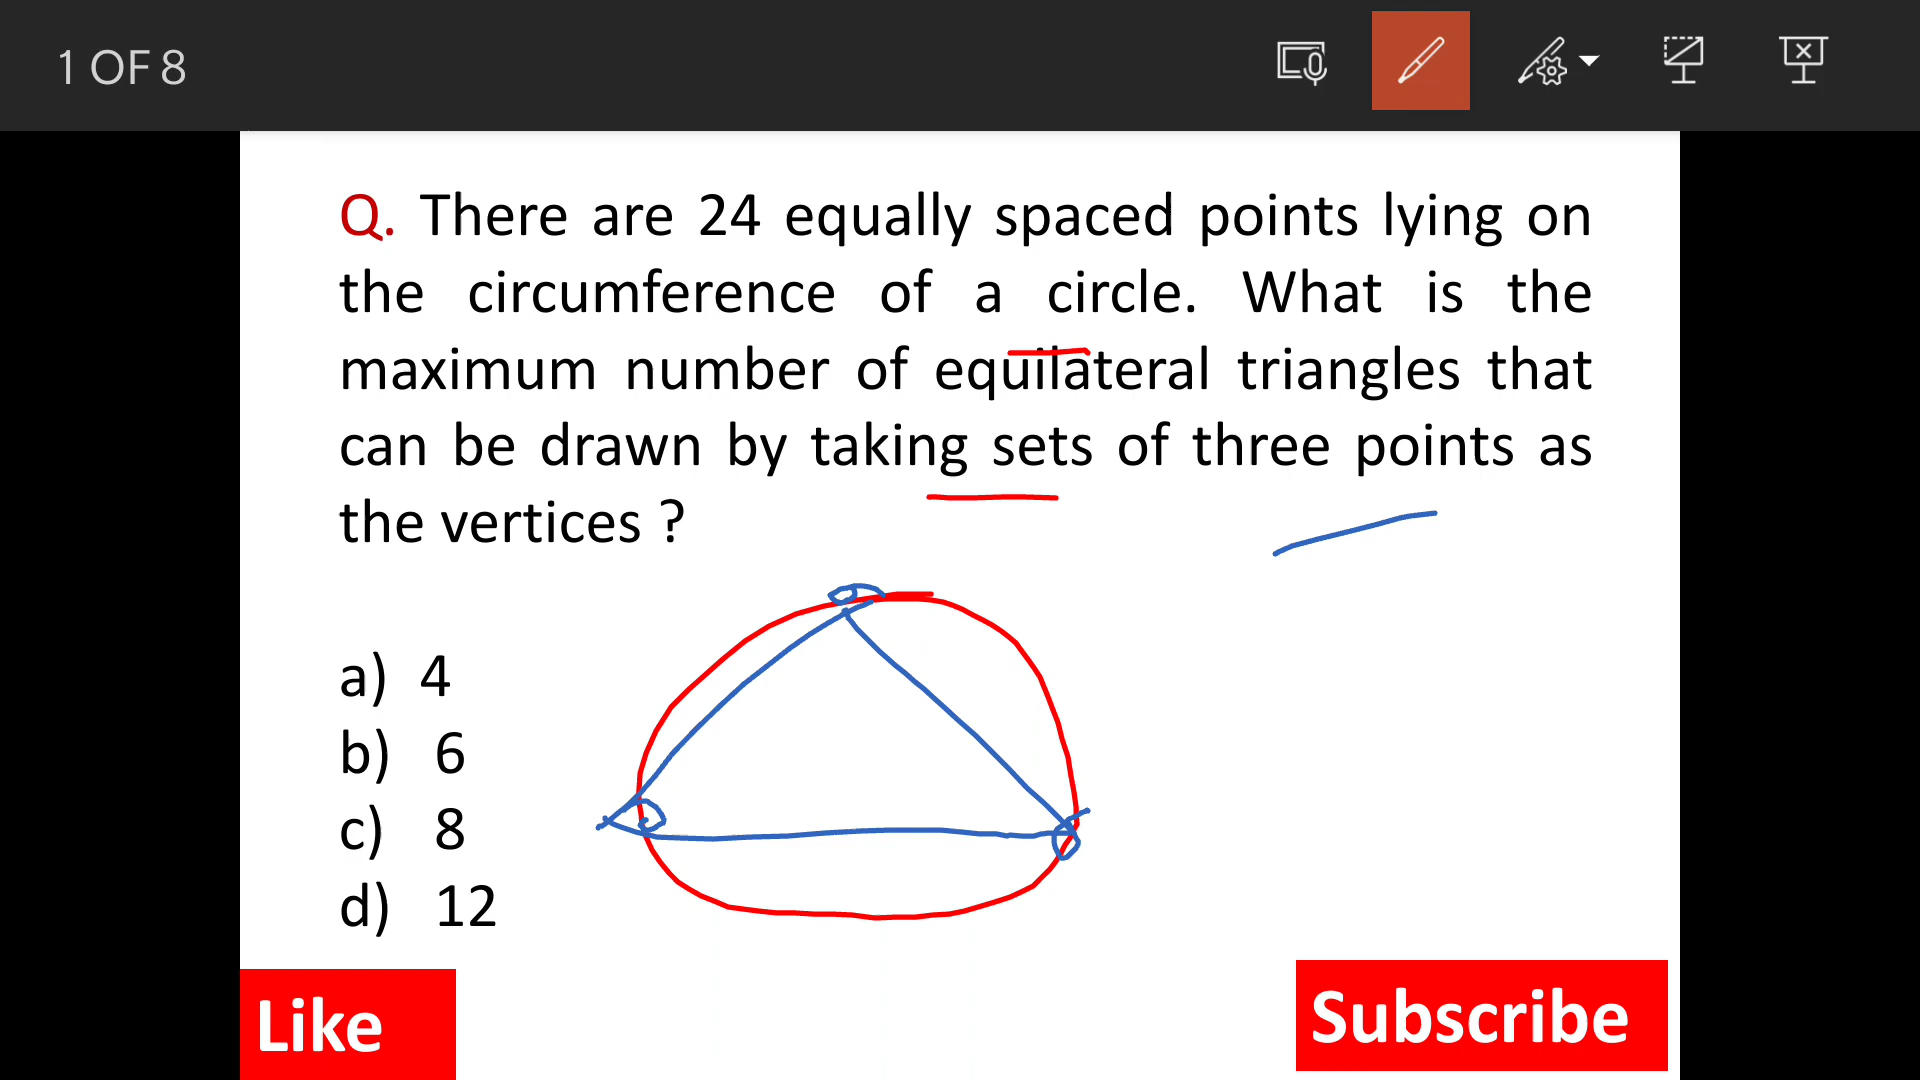 1 OF 8
Q. There are 24 equally spaced points lying on
the circumference of a circle. What is the
maximum number of equilateral triangles that
can be drawn by taking sets of three points as
the vertices ?
a) 4
b) 6
c) 8
d) 12
Like
Subscribe